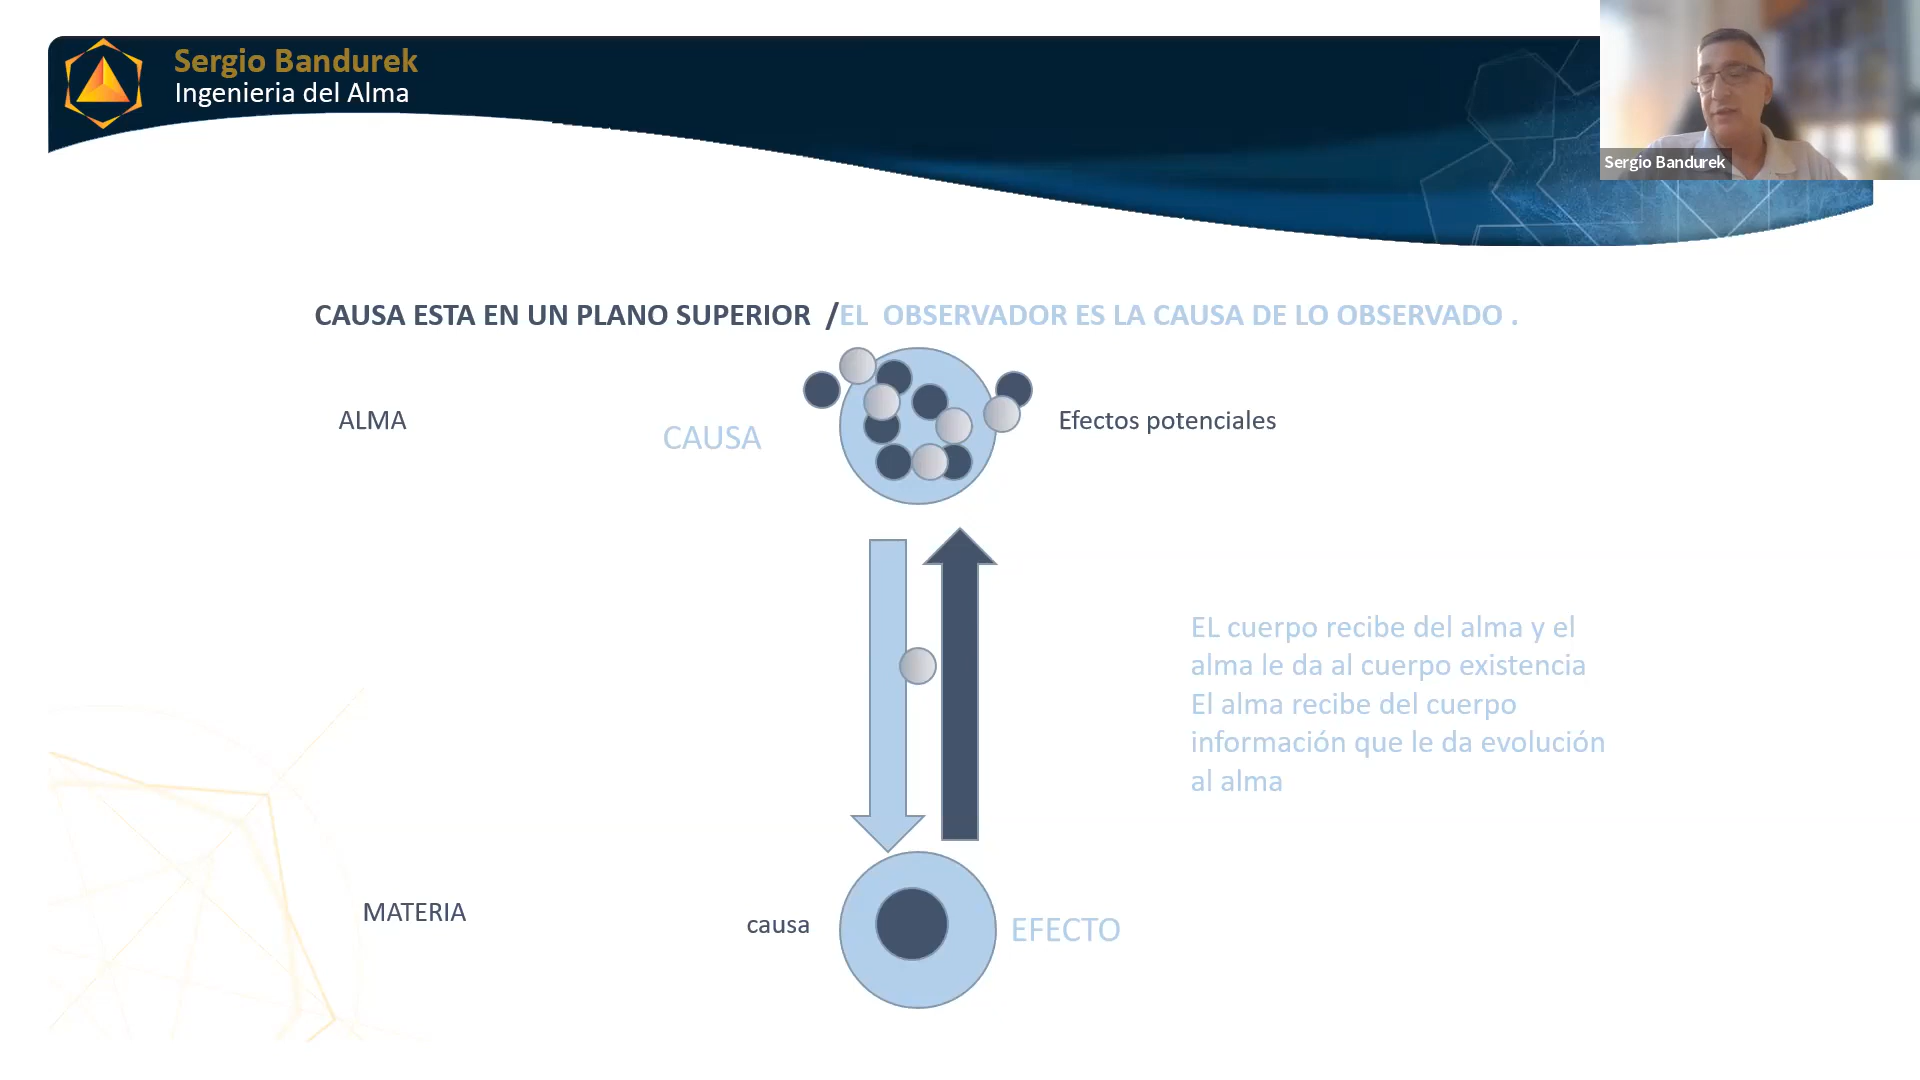 Sergio Bandurek
Ingenieria del Alma
Sergio Bandurek
CAUSA ESTA EN UN PLANO SUPERIOR /EL OBSERVADOR ES LA CAUSA DE LO OBSERVADO .
ALMA
CAUSA
Efectos potenciales
EL cuerpo recibe del alma y el
alma le da al cuerpo existencia
El alma recibe del cuerpo
información que le da evolución
al alma
MATERIA
causa
EFECTO